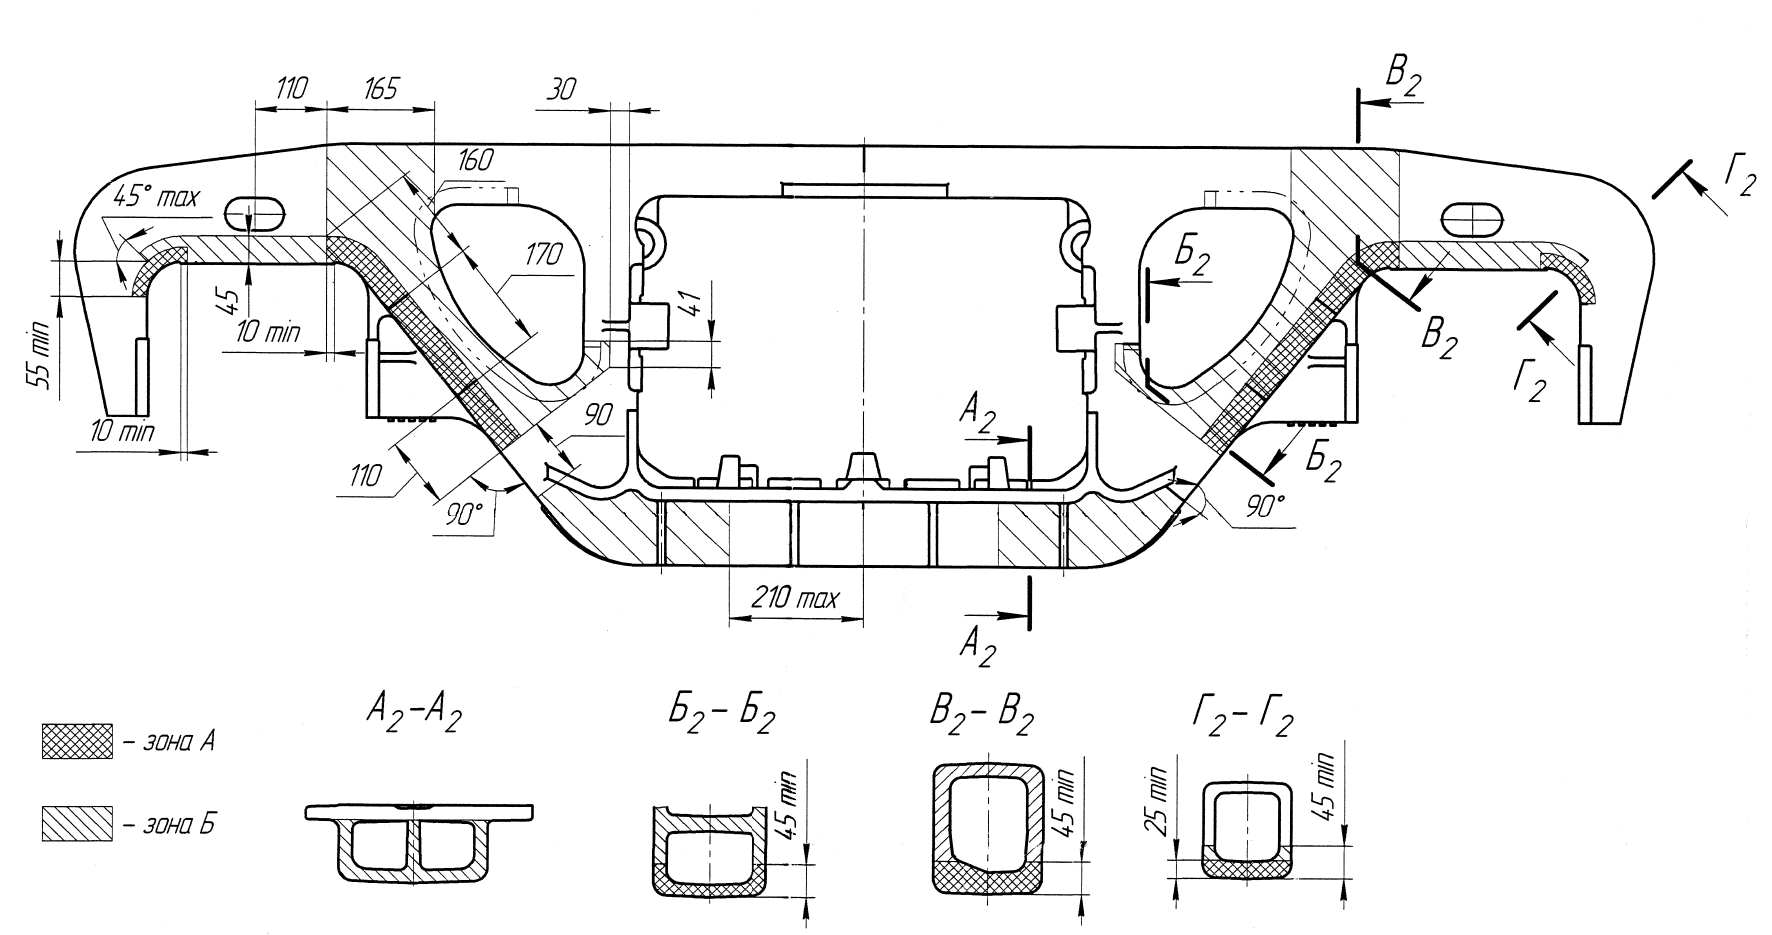 110
165
30
В2
160
Г2
45° max
170
Б2
41
45
10 min
55 min
В2
Г2
10 min
90
А2
110
Б2
90°
90°
210 max
А2
А2–А2
Б2– Б2
В2– В2
Г2– Г2
– зона А
– зона Б
45 min
45 min
25 min
45 min